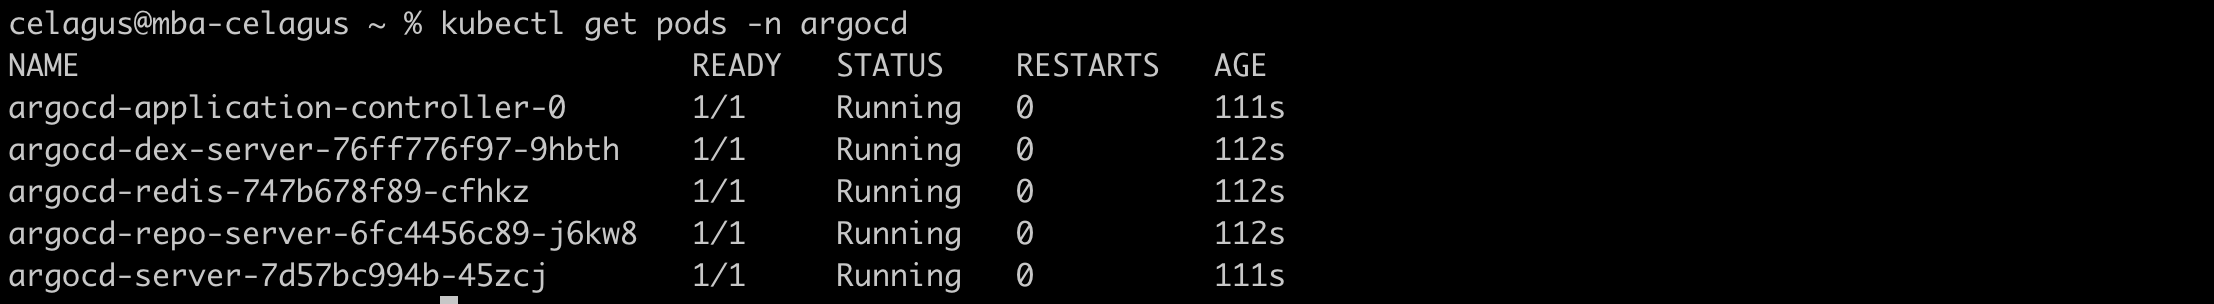 celagus@mba-celagus ~ % kubectl get pods -n argocd
NAME                                  READY   STATUS    RESTARTS   AGE
argocd-application-controller-0       1/1     Running   0          111s
argocd-dex-server-76ff776f97-9hbth    1/1     Running   0          112s
argocd-redis-747b678f89-cfhkz         1/1     Running   0          112s
argocd-repo-server-6fc4456c89-j6kw8   1/1     Running   0          112s
argocd-server-7d57bc994b-45zcj        1/1     Running   0          111s